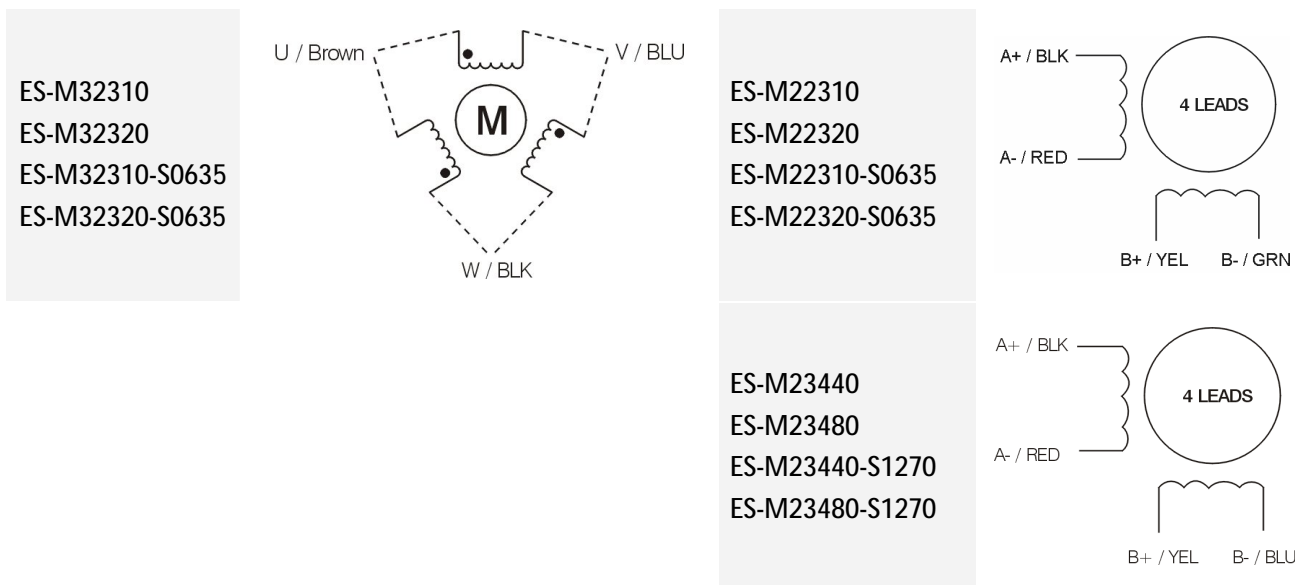 ES-M32310
ES-M32320
ES-M32310-S0635
ES-M32320-S0635
U / Brown
V / BLU
M
W / BLK
ES-M22310
ES-M22320
ES-M22310-S0635
ES-M22320-S0635
A+ / BLK
4 LEADS
A- / RED
B+ / YEL B- / GRN
ES-M23440
ES-M23480
ES-M23440-S1270
ES-M23480-S1270
A+ / BLK
4 LEADS
A- / RED
B+ / YEL B- / BLU